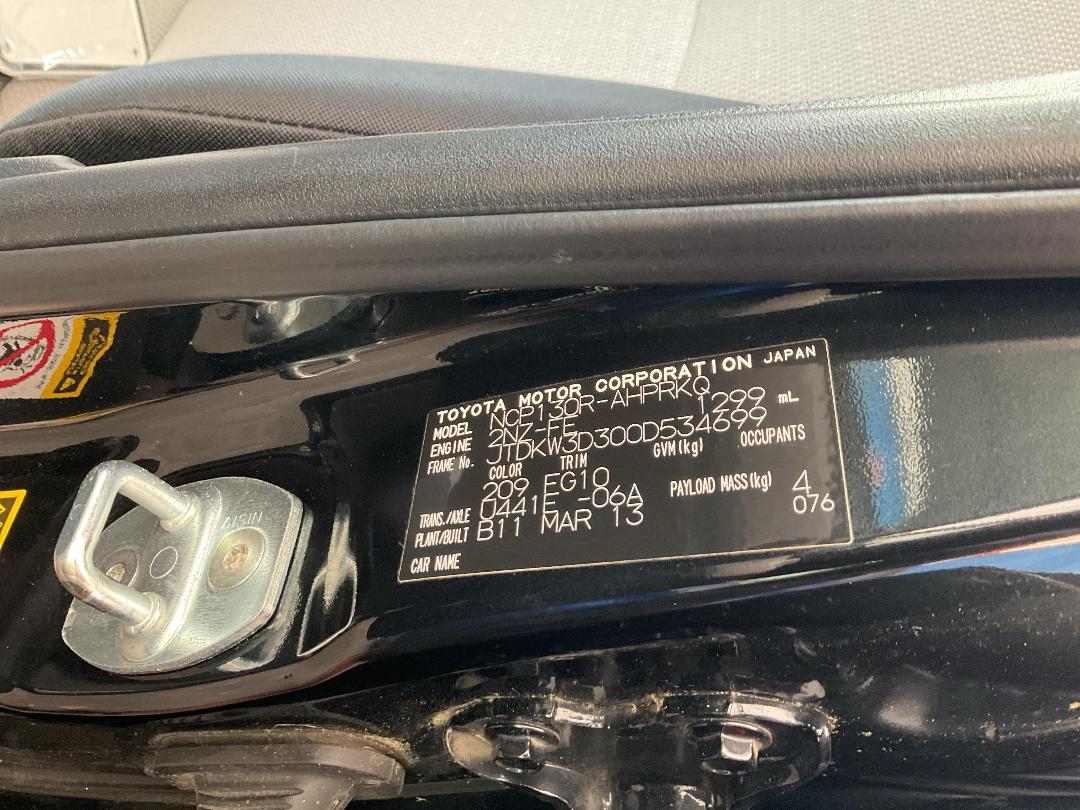 TOYOTA MOTOR CORPORATION JAPAN
MODEL NCP130R-AHPRKQ
ENGINE 2NZ-FE 1299 mL
FRAME No. JTDKW3D300D534699
COLOR TRIM GVM(kg) OCCUPANTS
209 FG10 4
TRANS./AXLE U441E -06A PAYLOAD MASS(kg) 076
PLANT/BUILT B11 MAR 13
CAR NAME
AISIN